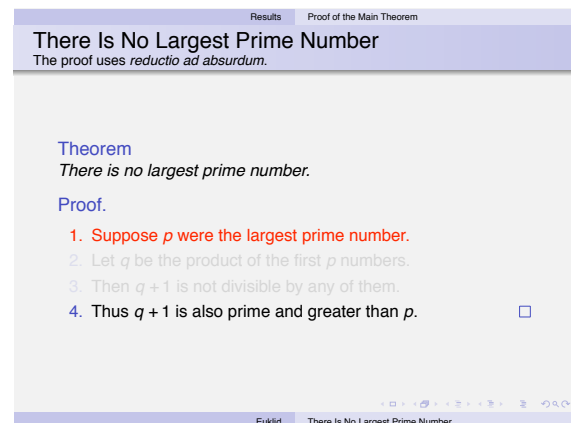 Results Proof of the Main Theorem
There Is No Largest Prime Number
The proof uses reductio ad absurdum.
Theorem
There is no largest prime number.
Proof.
1. Suppose p were the largest prime number.
2. Let q be the product of the first p numbers.
3. Then q + 1 is not divisible by any of them.
4. Thus q + 1 is also prime and greater than p.
Euklid There Is No Largest Prime Number